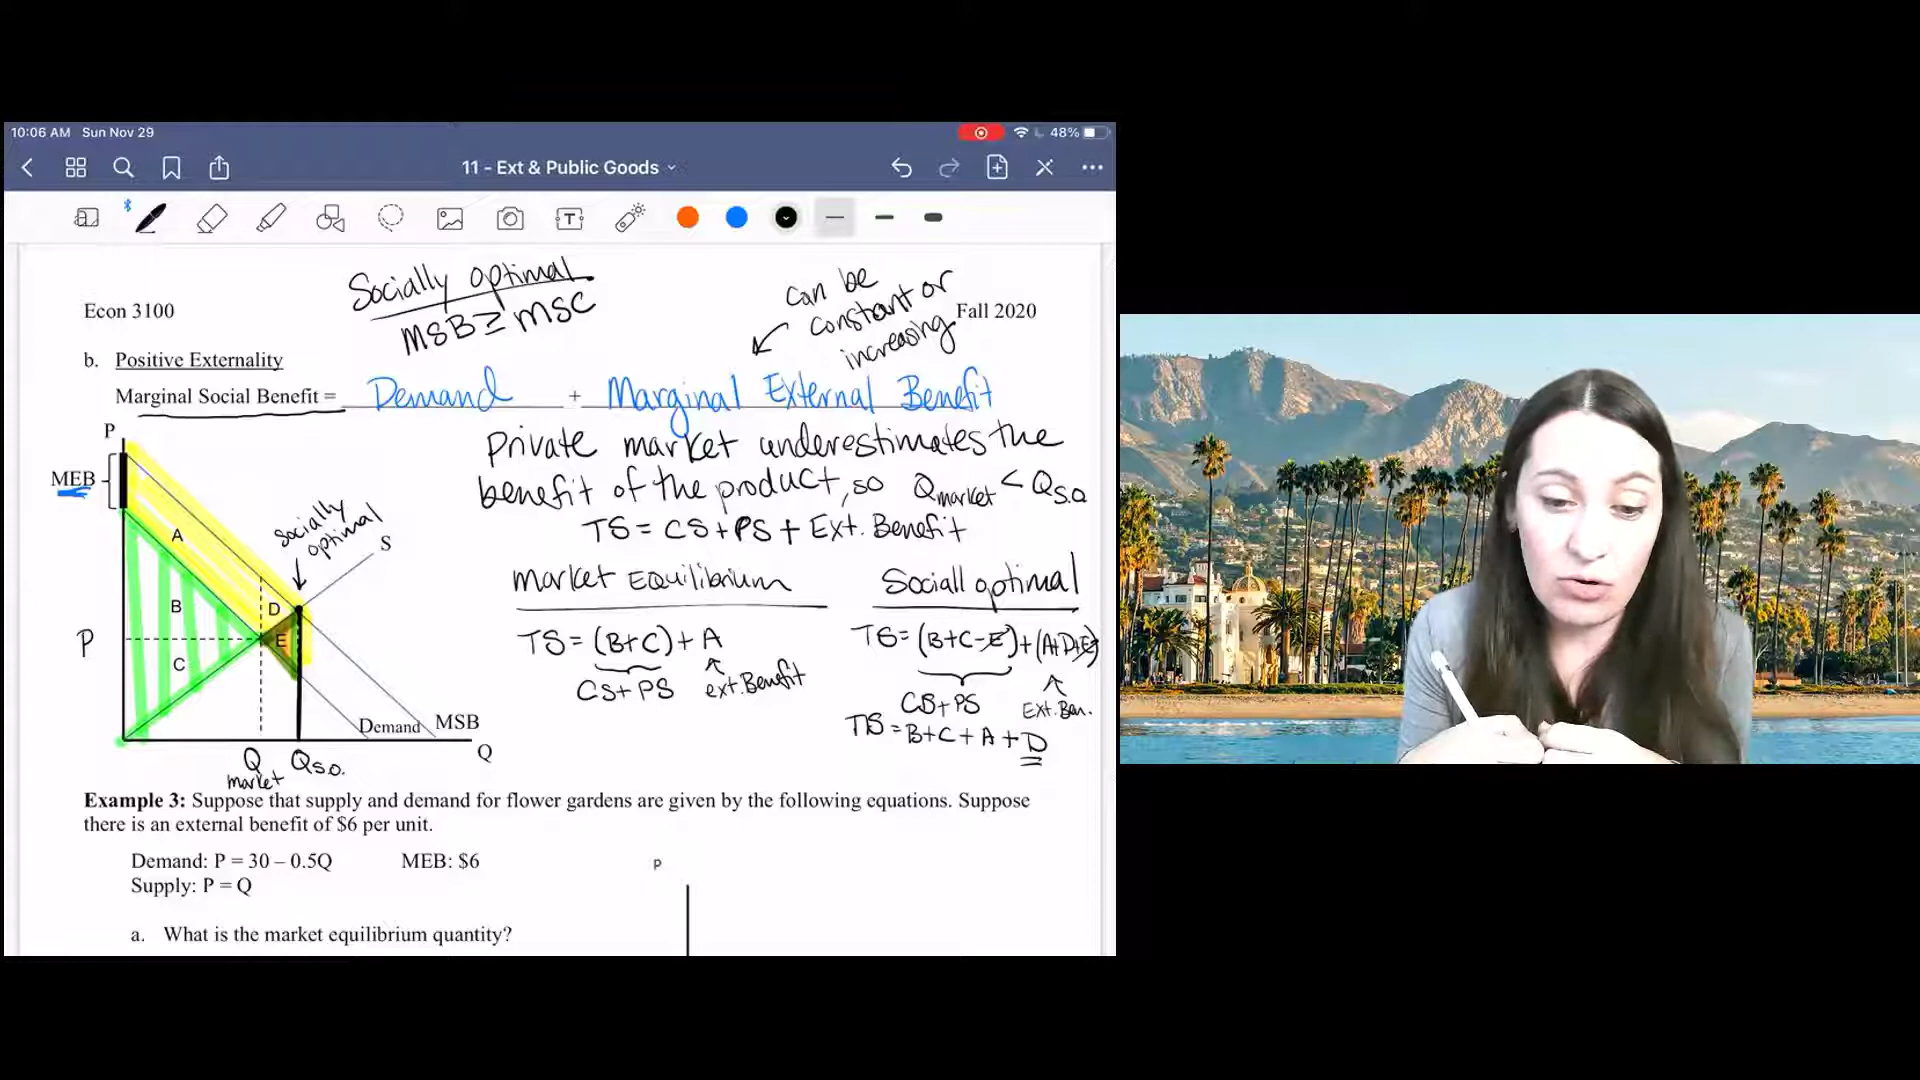 10:06 AM Sun Nov 29
48%
11 - Ext & Public Goods
Socially optimal
MSB = MSC
can be
constant or
increasing
Econ 3100
Fall 2020
b. Positive Externality
Marginal Social Benefit = Demand + Marginal External Benefit
P
MEB
Private market underestimates the
benefit of the product, so Qmarket < Qs.o
TS = CS + PS + Ext. Benefit
socially
optimal
S
A
B
C
D
E
P
Demand
MSB
Q
Q
market
Qs.o.
market Equilibrium
TS = (B+C) + A
CS + PS
ext. Benefit
Sociall optimal
TS = (B+C-E) + (A+D+E)
CS + PS
Ext. Ben.
TS = B+C+A+D
Example 3: Suppose that supply and demand for flower gardens are given by the following equations. Suppose
there is an external benefit of $6 per unit.
Demand: P = 30 – 0.5Q MEB: $6
Supply: P = Q
P
a. What is the market equilibrium quantity?